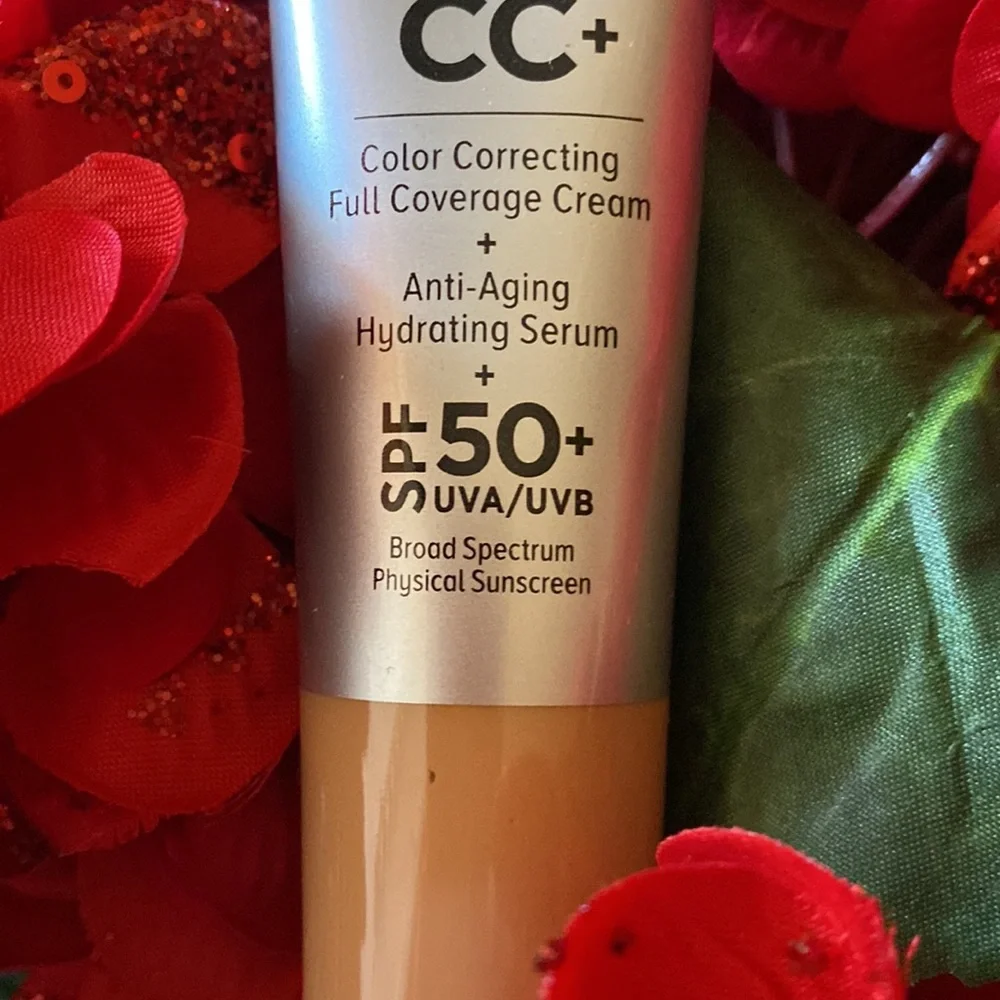 CC+
Color Correcting
Full Coverage Cream
+
Anti-Aging
Hydrating Serum
+
SPF 50+
UVA/UVB
Broad Spectrum
Physical Sunscreen